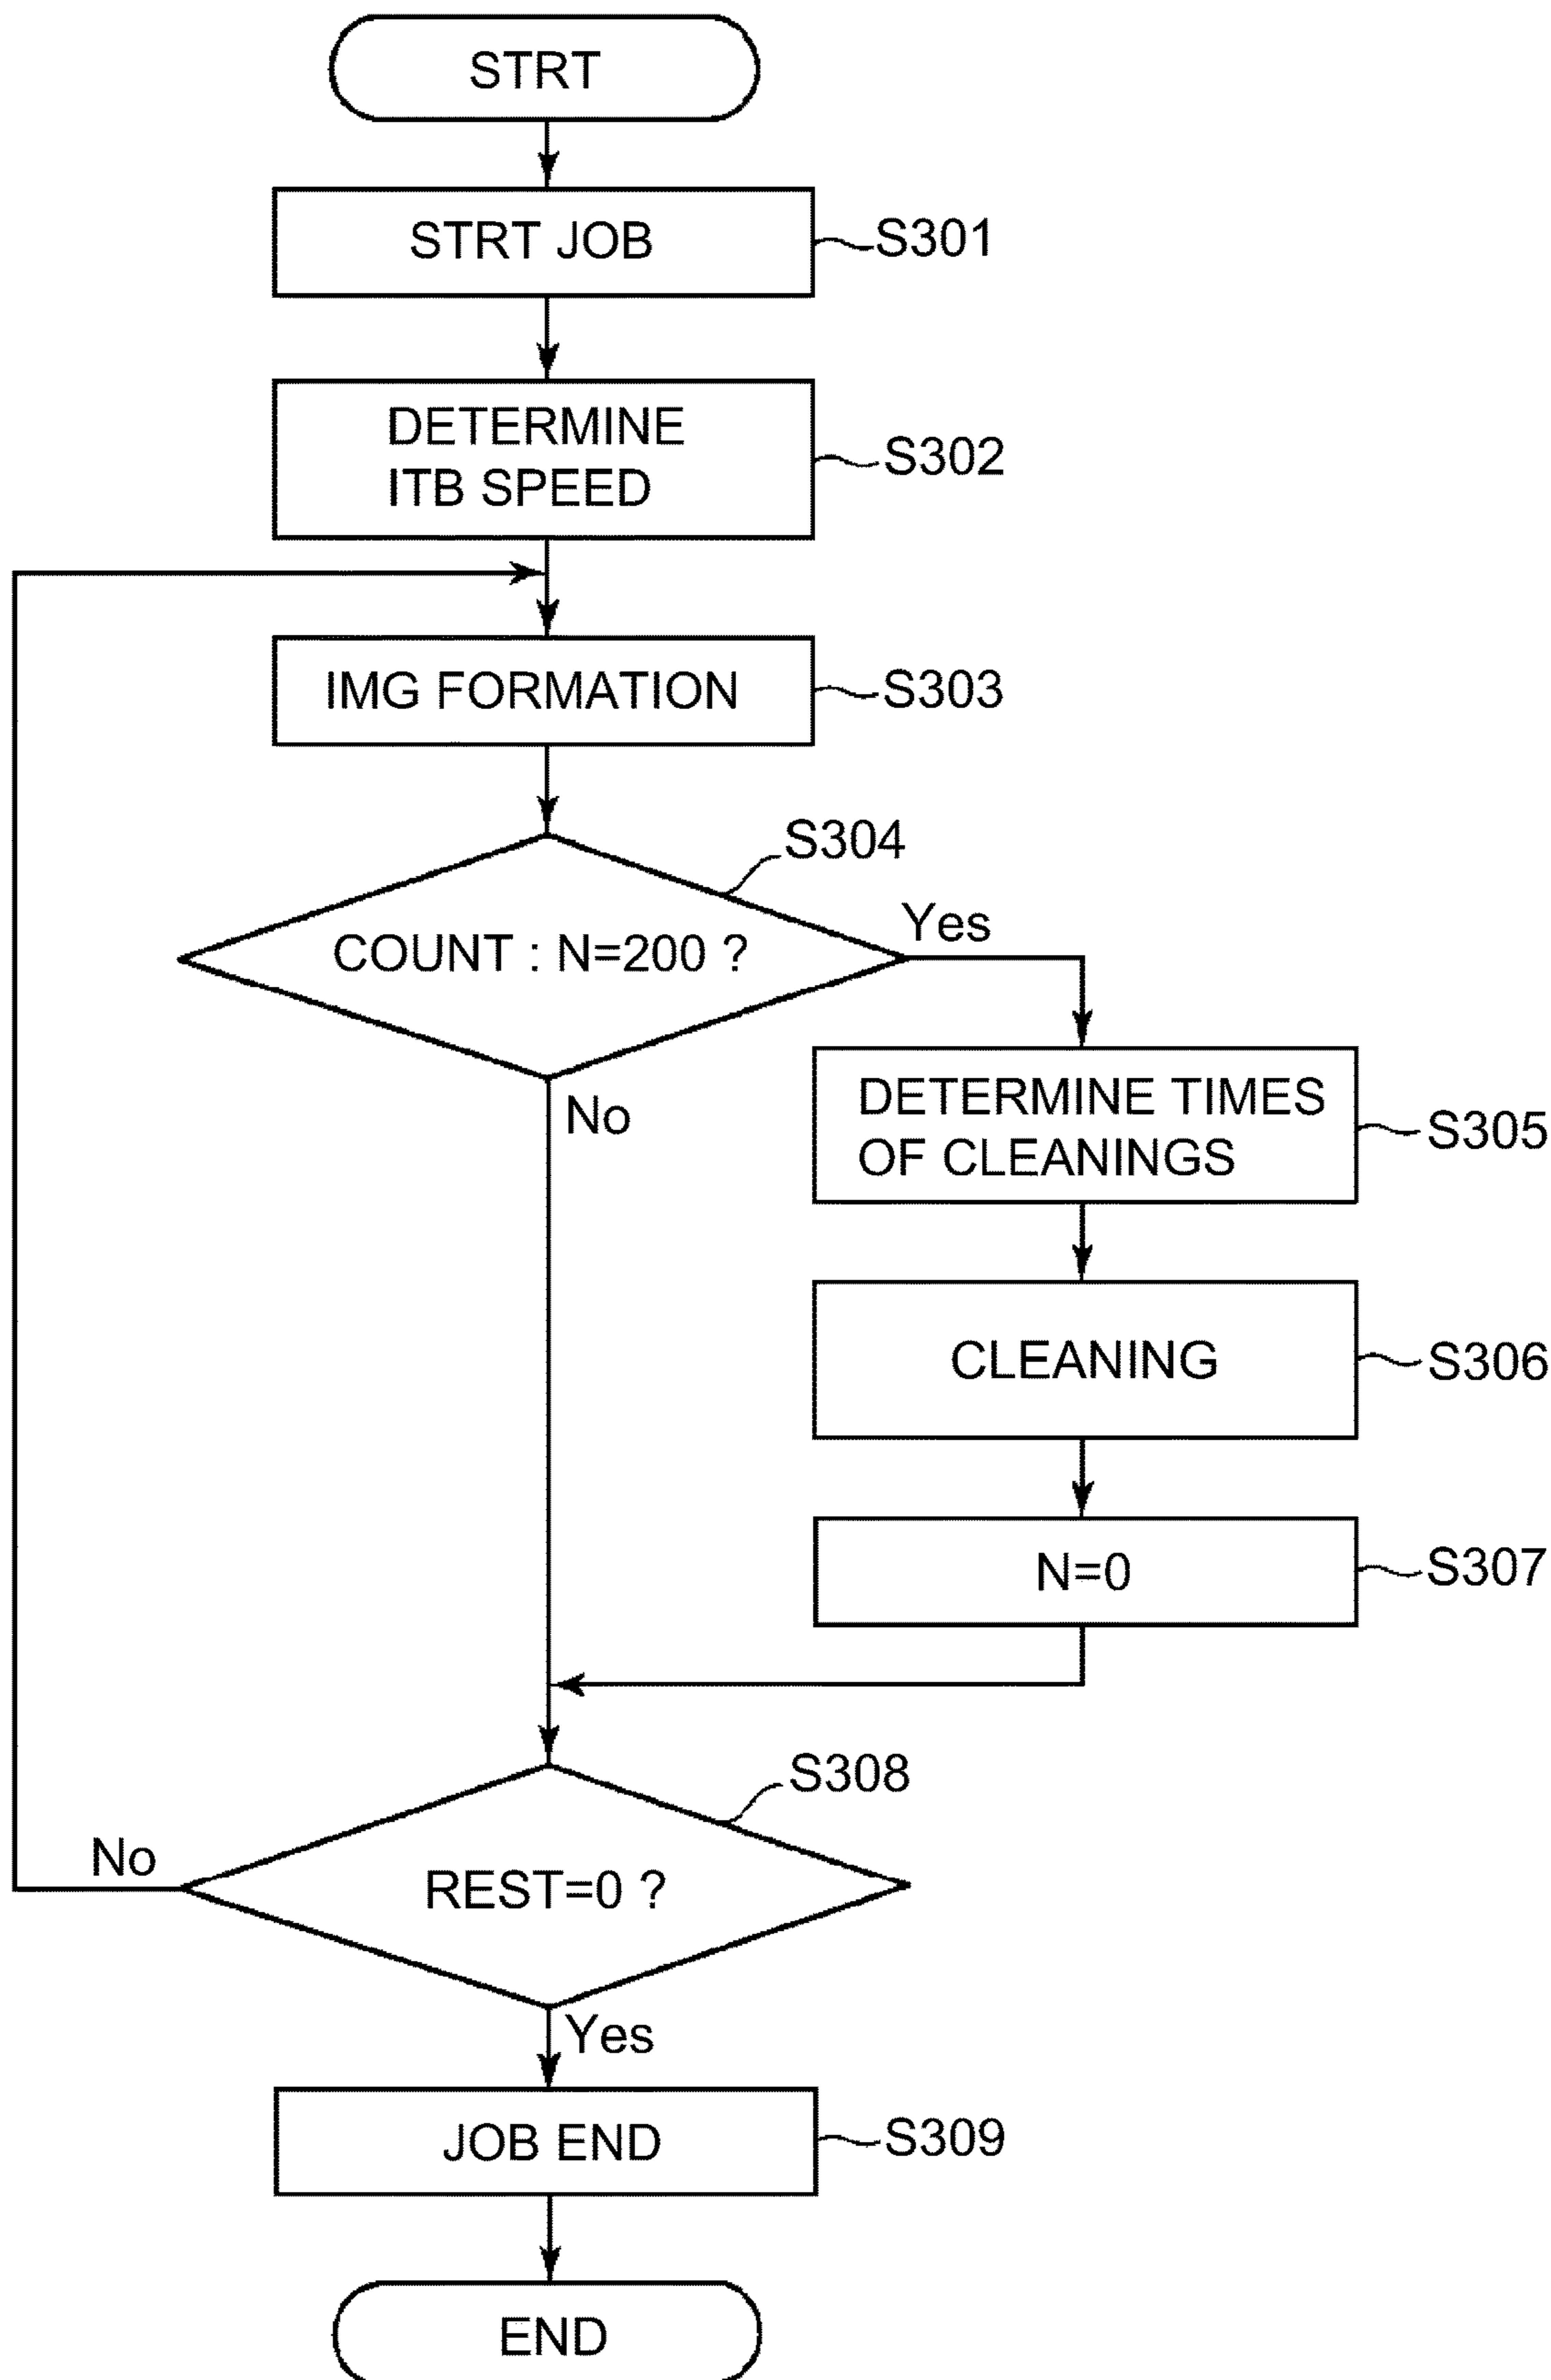 STRT
STRT JOB
S301
DETERMINE
ITB SPEED
S302
IMG FORMATION
S303
S304
COUNT : N=200 ?
Yes
No
DETERMINE TIMES
OF CLEANINGS
S305
CLEANING
S306
N=0
S307
S308
REST=0 ?
No
Yes
JOB END
S309
END